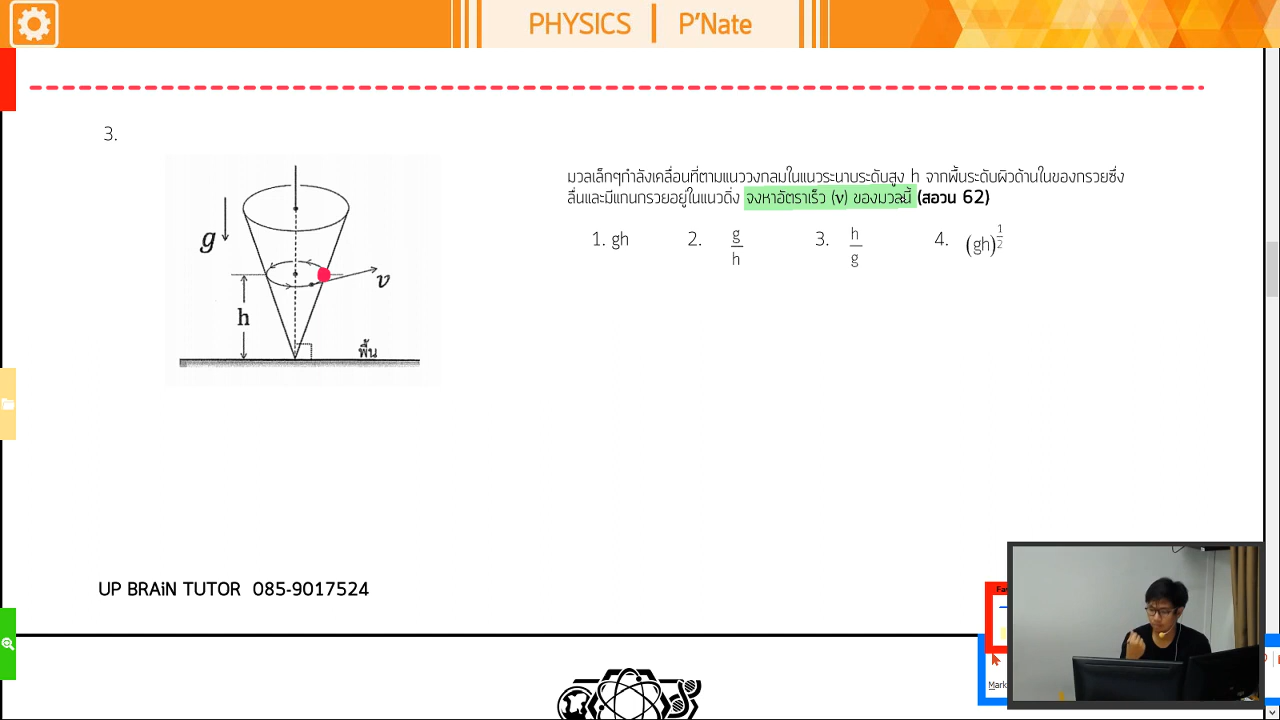 PHYSICS | P'Nate
3.
มวลเล็กๆกำลังเคลื่อนที่ตามแนววงกลมในแนวระนาบระดับสูง h จากพื้นระดับผิวด้านในของกรวยซึ่ง
ลื่นและมีแกนกรวยอยู่ในแนวดิ่ง จงหาอัตราเร็ว (v) ของมวลนี้ (สอวน 62)
1. gh 2. g/h 3. h/g 4. (gh)^1/2
g
v
h
พื้น
UP BRAiN TUTOR 085-9017524